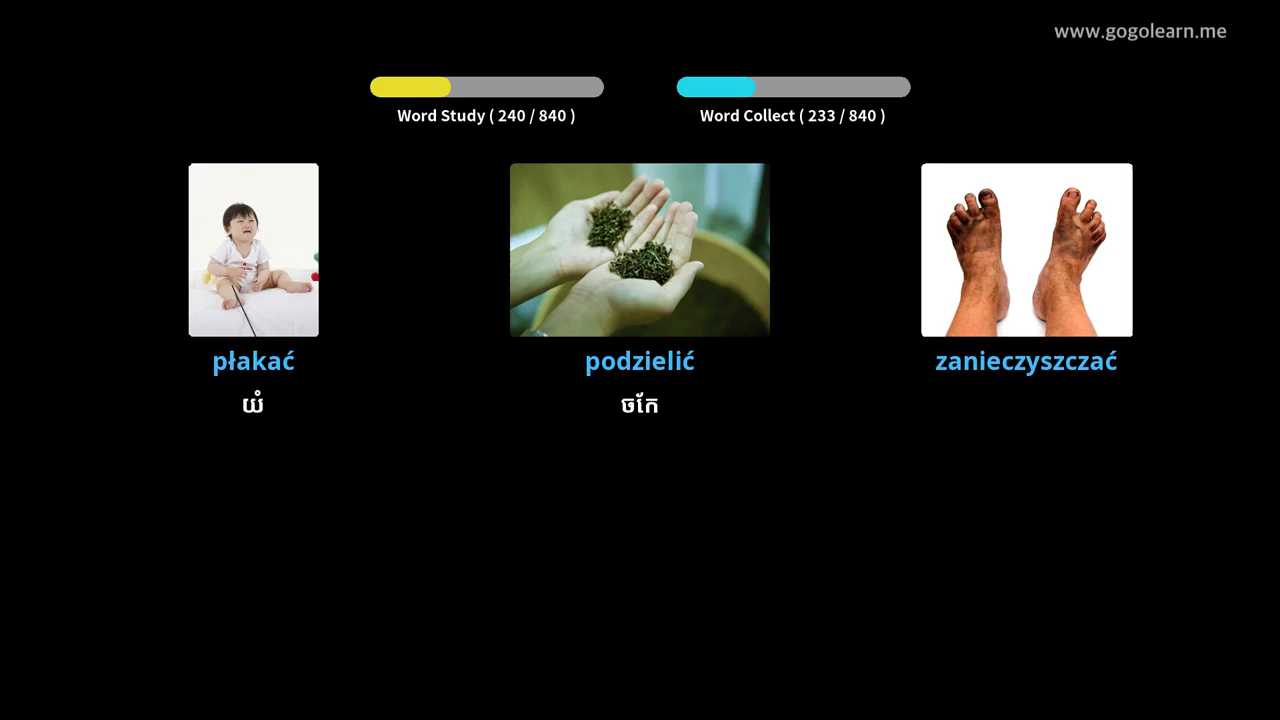 www.gogolearn.me
Word Study ( 240 / 840 )
Word Collect ( 233 / 840 )
płakać
podzielić
zanieczyszczać
យំ
ចកែ